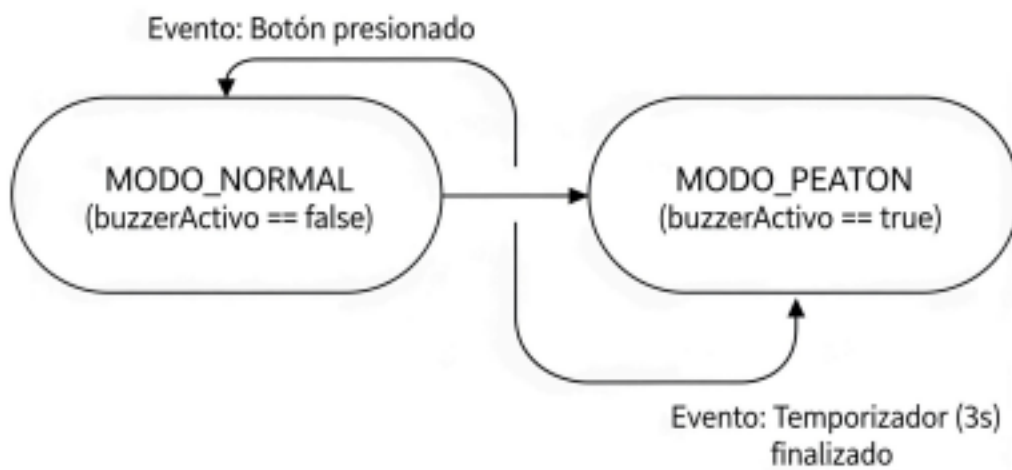 Evento: Botón presionado
MODO_NORMAL
(buzzerActivo == false)
MODO_PEATON
(buzzerActivo == true)
Evento: Temporizador (3s)
finalizado